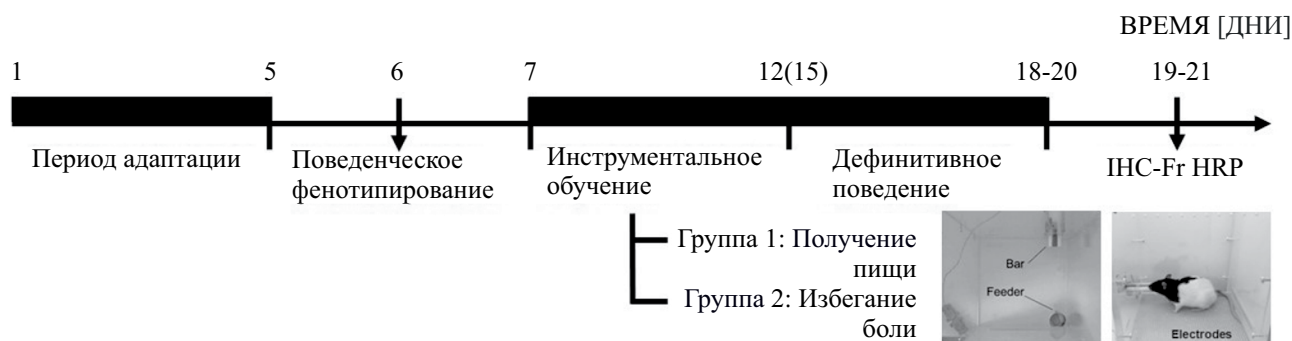 ВРЕМЯ [ДНИ]
1 5 6 7 12(15) 18-20 19-21
Период адаптации
Поведенческое
фенотипирование
Инструментальное
обучение
Дефинитивное
поведение
IHC-Fr HRP
Группа 1: Получение
пищи
Группа 2: Избегание
боли
Bar
Feeder
Electrodes